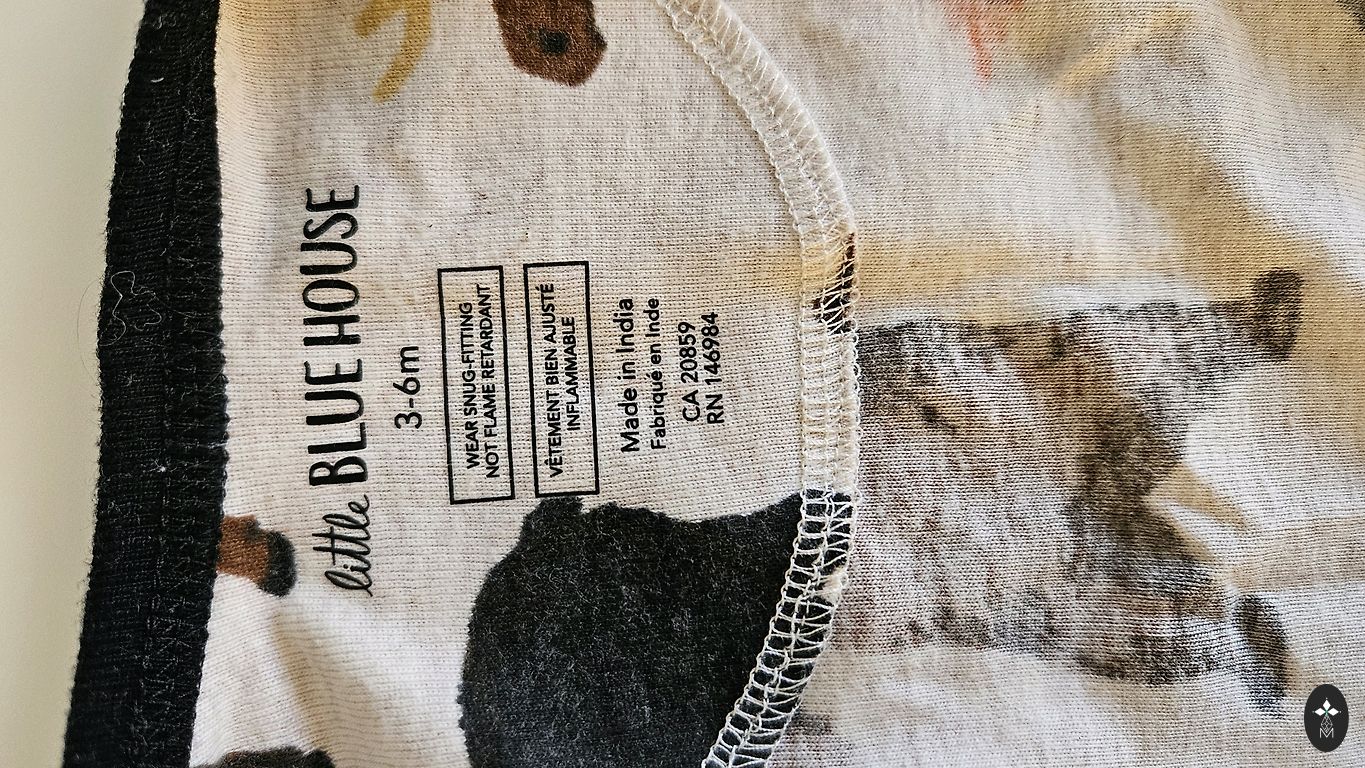 little BLUE HOUSE
3-6m
WEAR SNUG-FITTING
NOT FLAME RETARDANT
VÊTEMENT BIEN AJUSTÉ
INFLAMMABLE
Made in India
Fabriqué en Inde
CA 20859
RN 146984
M